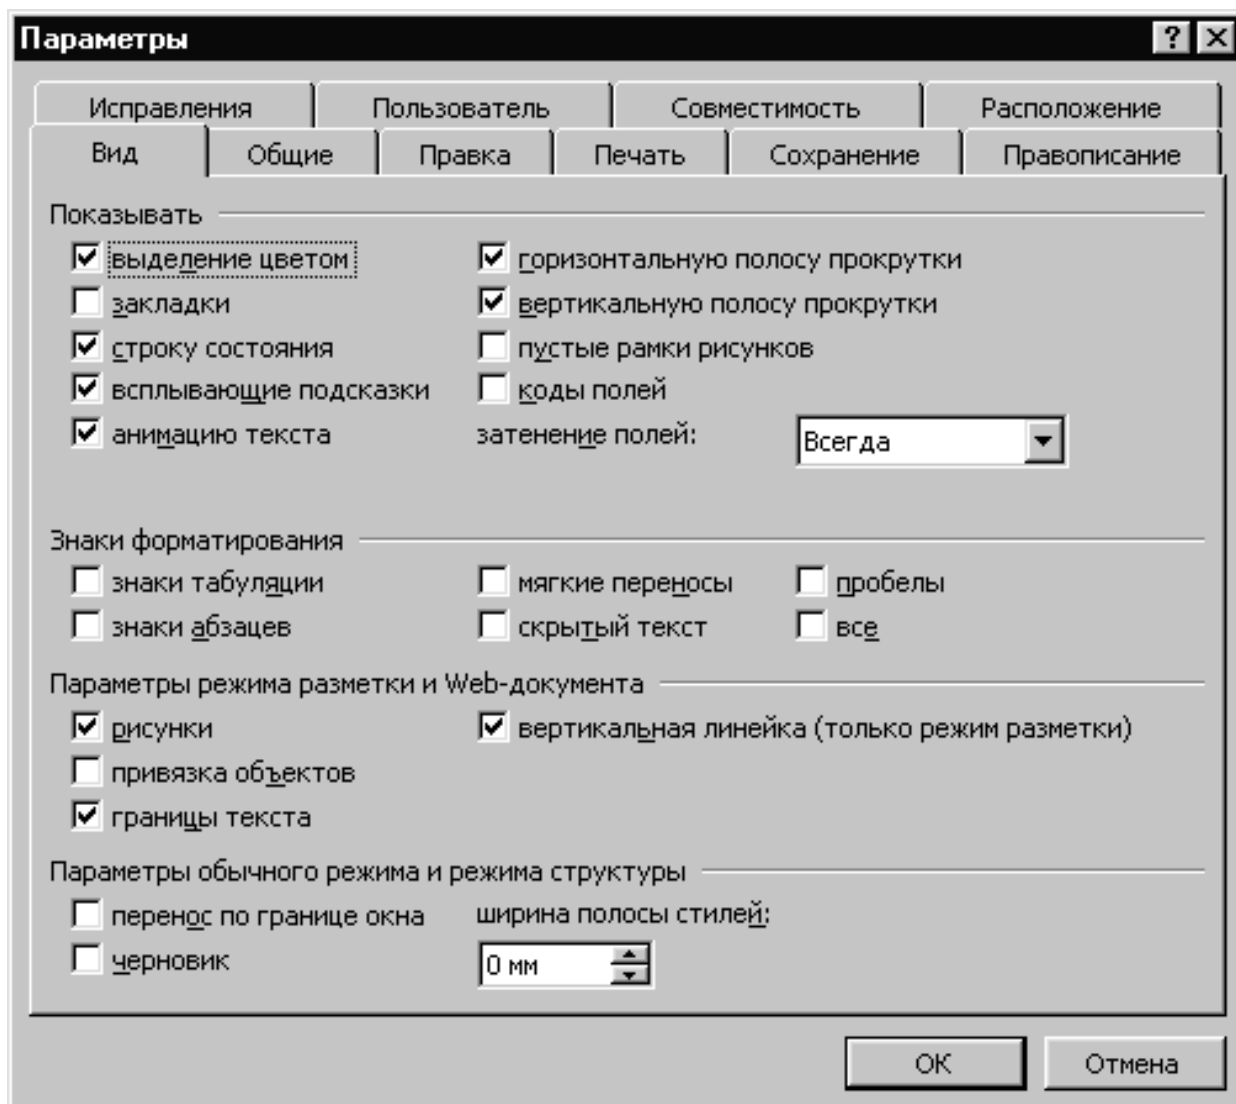 Параметры
Исправления Пользователь Совместимость Расположение
Вид Общие Правка Печать Сохранение Правописание
Показывать
выделение цветом горизонтальную полосу прокрутки
закладки вертикальную полосу прокрутки
строку состояния пустые рамки рисунков
всплывающие подсказки коды полей
анимацию текста затенение полей: Всегда
Знаки форматирования
знаки табуляции мягкие переносы пробелы
знаки абзацев скрытый текст все
Параметры режима разметки и Web-документа
рисунки вертикальная линейка (только режим разметки)
привязка объектов
границы текста
Параметры обычного режима и режима структуры
перенос по границе окна ширина полосы стилей:
черновик 0 мм
ОК Отмена